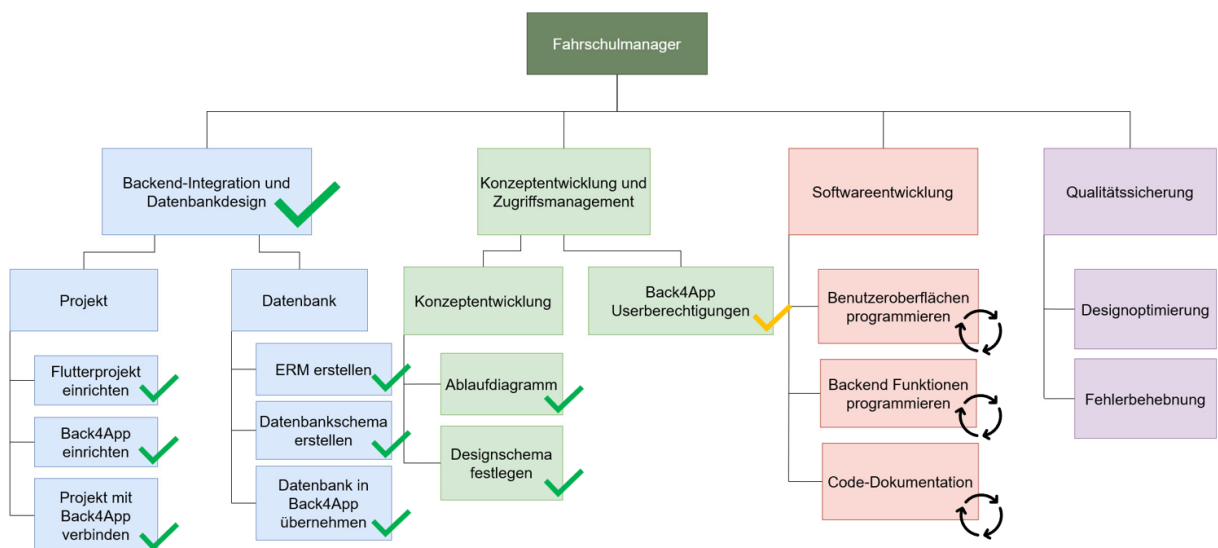 Fahrschulmanager
Backend-Integration und
Datenbankdesign
Konzeptentwicklung und
Zugriffsmanagement
Softwareentwicklung
Qualitätssicherung
Projekt
Datenbank
Konzeptentwicklung
Back4App
Userberechtigungen
Benutzeroberflächen
programmieren
Designoptimierung
Flutterprojekt
einrichten
ERM erstellen
Ablaufdiagramm
Backend Funktionen
programmieren
Fehlerbehebnung
Back4App
einrichten
Datenbankschema
erstellen
Designschema
festlegen
Code-Dokumentation
Projekt mit
Back4App
verbinden
Datenbank in
Back4App
übernehmen